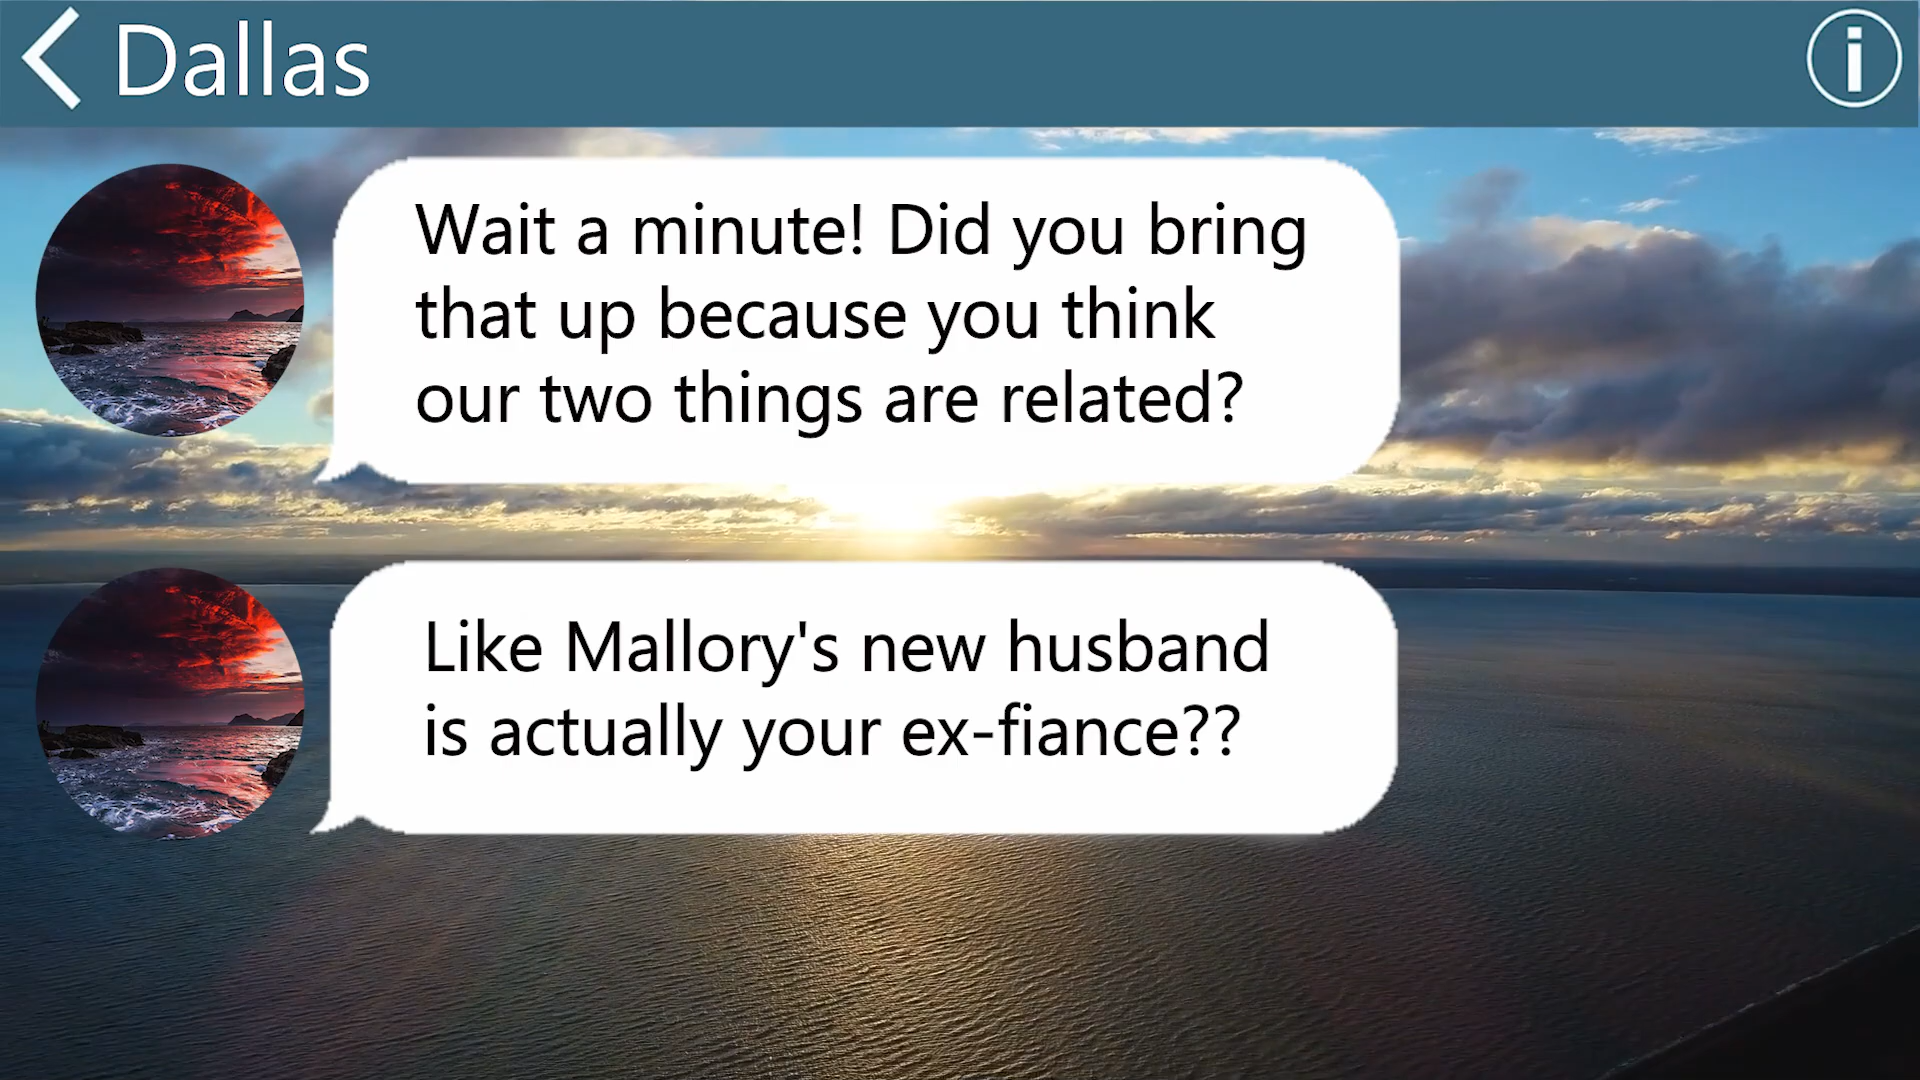 Dallas
Wait a minute! Did you bring
that up because you think
our two things are related?
Like Mallory's new husband
is actually your ex-fiance??